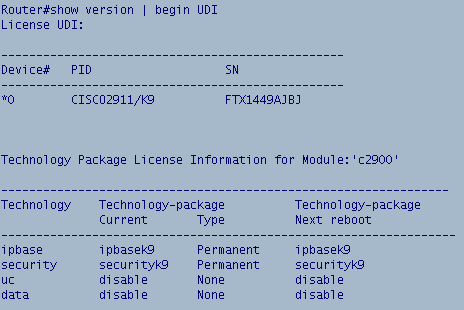 Router#show version | begin UDI
License UDI:
-------------------------------------------------
Device#   PID                   SN
-------------------------------------------------
*0        CISCO2911/K9          FTX1449AJBJ
Technology Package License Information for Module:'c2900'
----------------------------------------------------------------
Technology    Technology-package          Technology-package
              Current       Type          Next reboot
-----------------------------------------------------------------
ipbase        ipbasek9      Permanent     ipbasek9
security      securityk9    Permanent     securityk9
uc            disable       None          disable
data          disable       None          disable